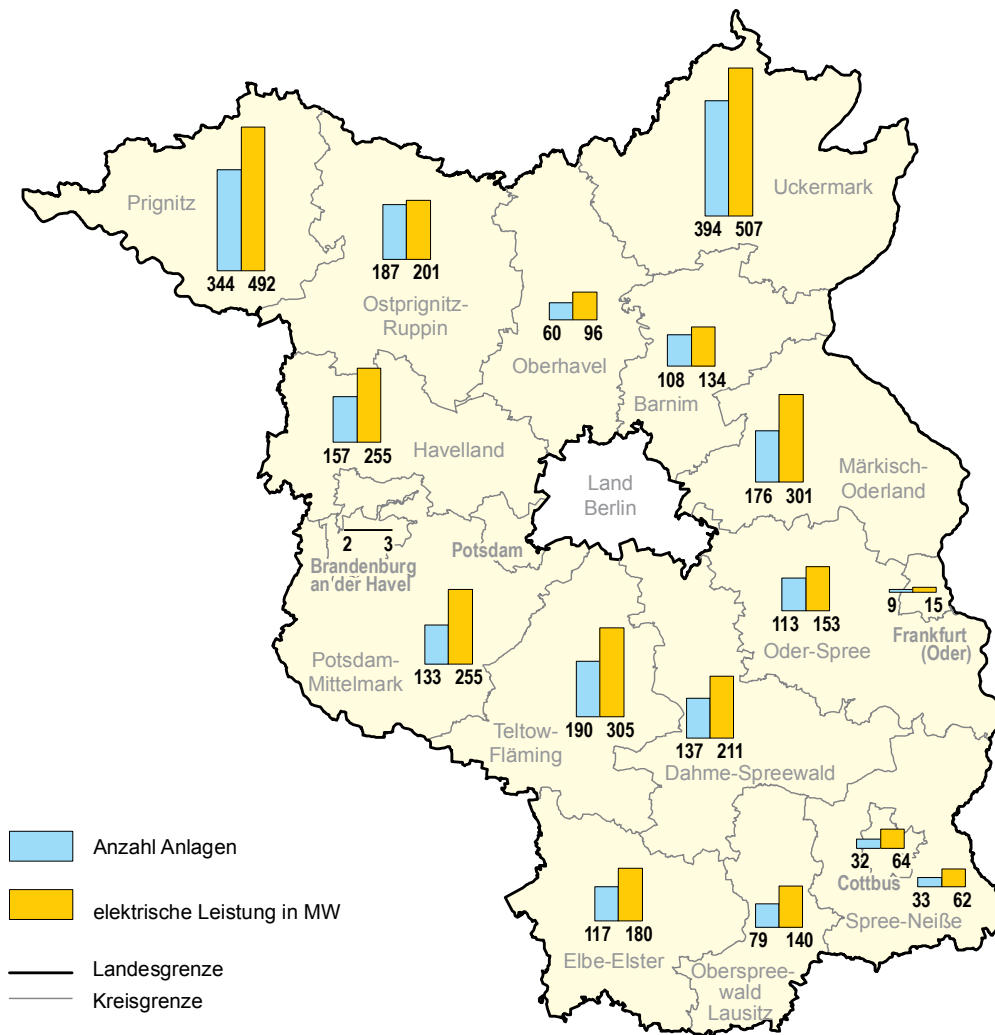 Uckermark
394 507
Prignitz
344 492
187 201
Ostprignitz-
Ruppin
60 96
Oberhavel
108 134
Barnim
157 255
Havelland
176 301
Märkisch-
Oderland
Land
Berlin
2 3
Brandenburg
an der Havel
Potsdam
113 153
Oder-Spree
9 15
Frankfurt
(Oder)
133 255
Potsdam-
Mittelmark
190 305
Teltow-
Fläming
137 211
Dahme-Spreewald
32 64
Cottbus
33 62
Spree-Neiße
117 180
Elbe-Elster
79 140
Oberspree-
wald
Lausitz
Anzahl Anlagen
elektrische Leistung in MW
Landesgrenze
Kreisgrenze